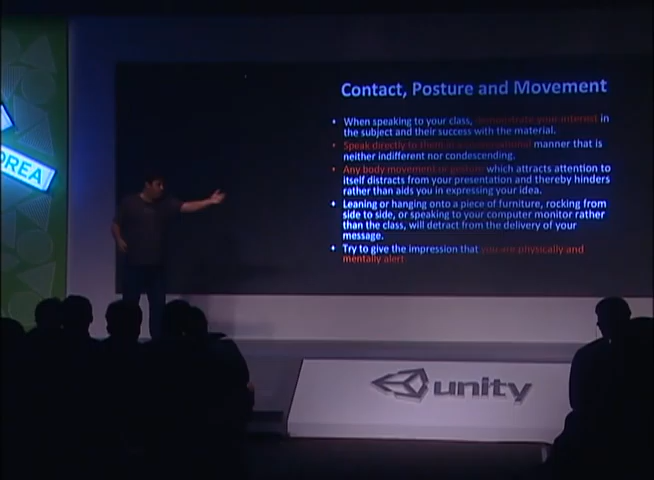 OREA
Contact, Posture and Movement
• When speaking to your class, demonstrate your interest in
the subject and their success with the material.
• Speak directly to them in a conversational manner that is
neither indifferent nor condescending.
• Any body movement or gesture which attracts attention to
itself distracts from your presentation and thereby hinders
rather than aids you in expressing your idea.
• Leaning or hanging onto a piece of furniture, rocking from
side to side, or speaking to your computer monitor rather
than the class, will detract from the delivery of your
message.
• Try to give the impression that you are physically and
mentally alert
unity